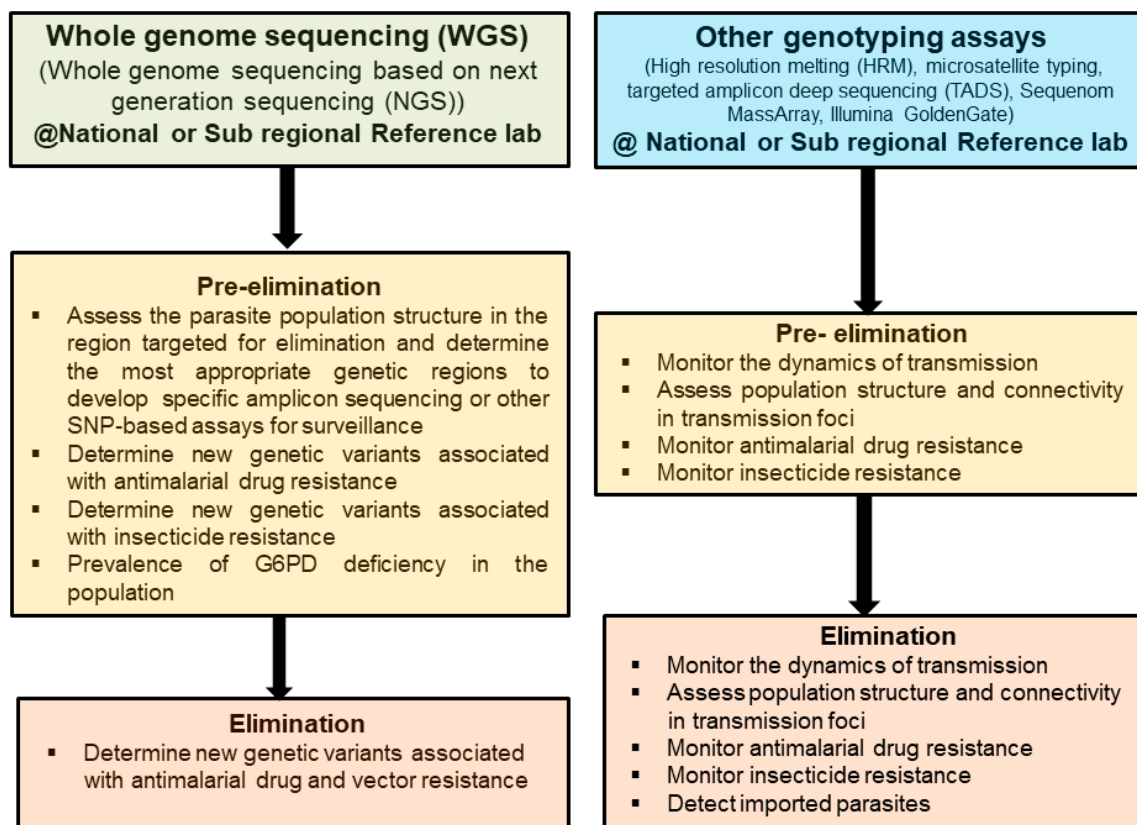 Whole genome sequencing (WGS)
(Whole genome sequencing based on next
generation sequencing (NGS))
@National or Sub regional Reference lab
Pre-elimination
▪ Assess the parasite population structure in the
region targeted for elimination and determine
the most appropriate genetic regions to
develop specific amplicon sequencing or other
SNP-based assays for surveillance
▪ Determine new genetic variants associated
with antimalarial drug resistance
▪ Determine new genetic variants associated
with insecticide resistance
▪ Prevalence of G6PD deficiency in the
population
Elimination
▪ Determine new genetic variants associated
with antimalarial drug and vector resistance
Other genotyping assays
(High resolution melting (HRM), microsatellite typing,
targeted amplicon deep sequencing (TADS), Sequenom
MassArray, Illumina GoldenGate)
@ National or Sub regional Reference lab
Pre- elimination
▪ Monitor the dynamics of transmission
▪ Assess population structure and connectivity
in transmission foci
▪ Monitor antimalarial drug resistance
▪ Monitor insecticide resistance
Elimination
▪ Monitor the dynamics of transmission
▪ Assess population structure and connectivity
in transmission foci
▪ Monitor antimalarial drug resistance
▪ Monitor insecticide resistance
▪ Detect imported parasites